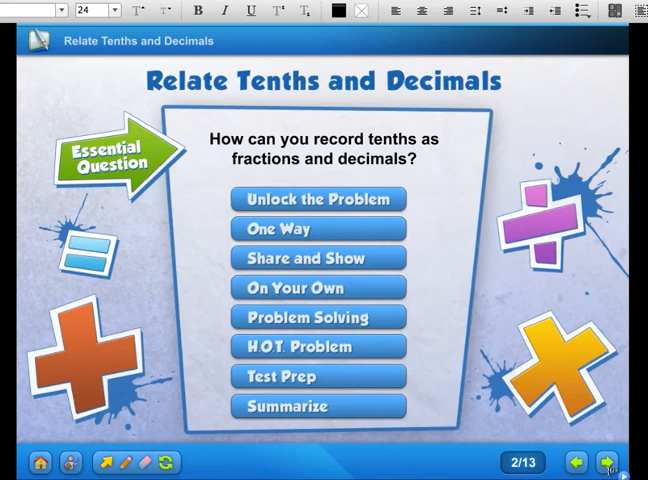 24
B I U T T
Relate Tenths and Decimals
Relate Tenths and Decimals
Essential
Question
How can you record tenths as
fractions and decimals?
Unlock the Problem
One Way
Share and Show
On Your Own
Problem Solving
H.O.T. Problem
Test Prep
Summarize
2/13